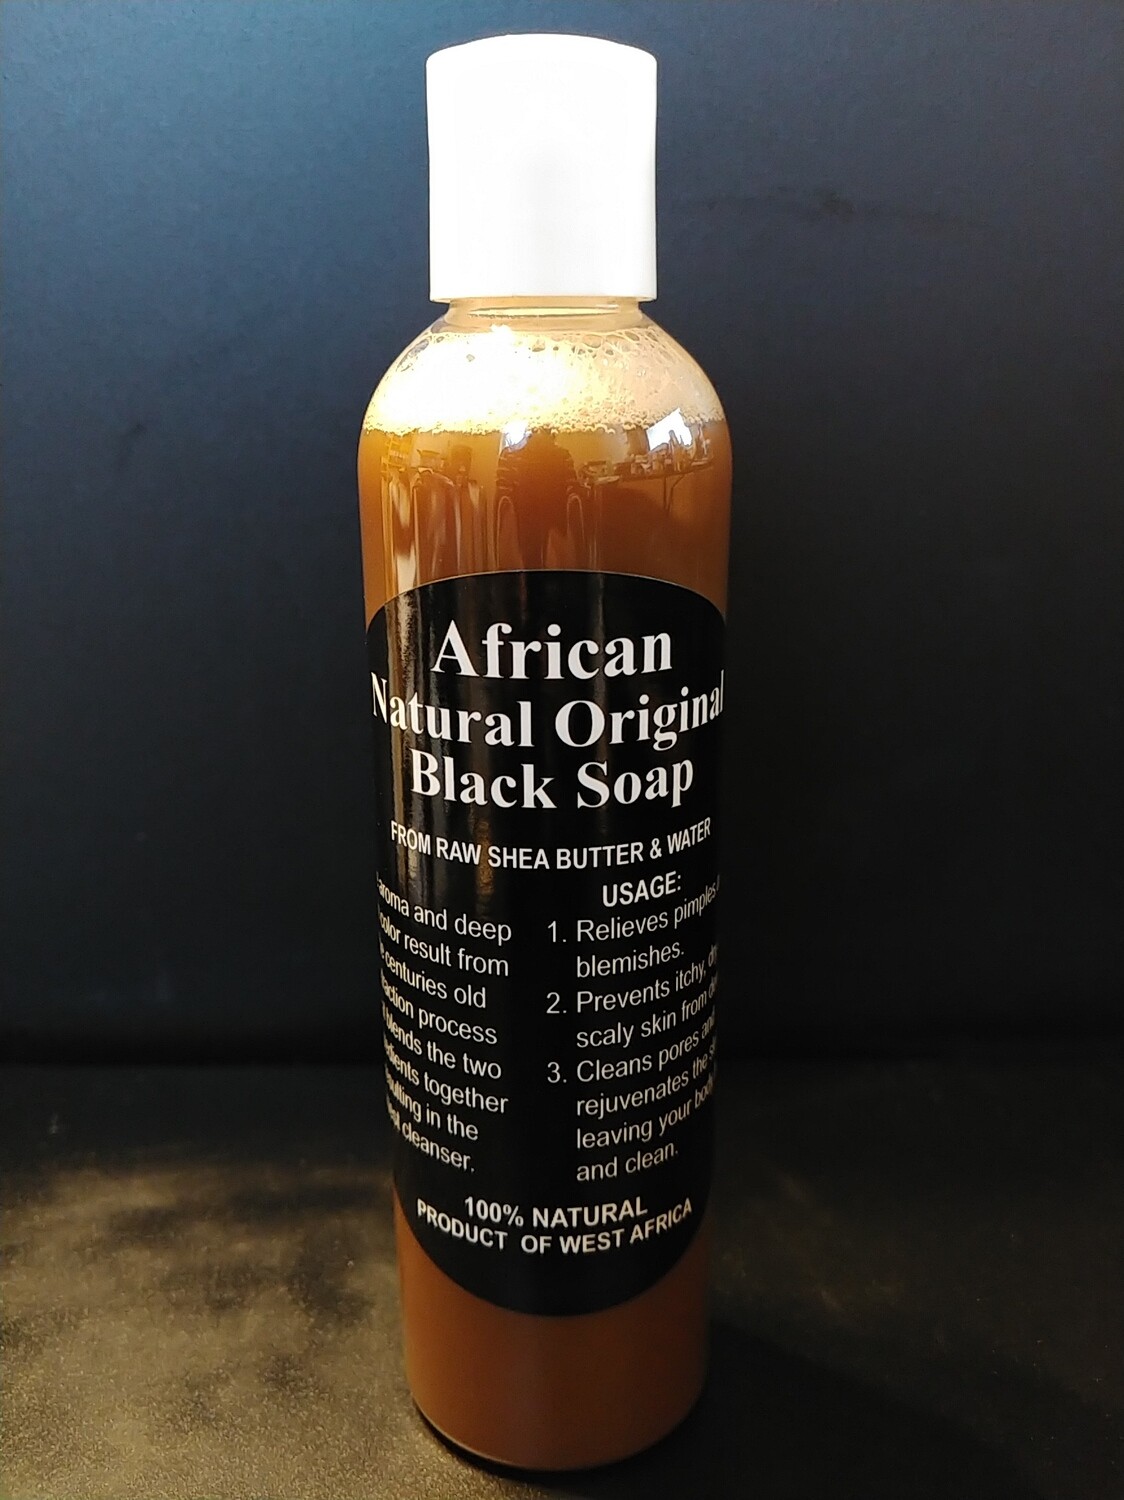 African
Natural Original
Black Soap
FROM RAW SHEA BUTTER & WATER
aroma and deep
color result from
centuries old
process
blends the two
together
in the
cleanser.
USAGE:
1. Relieves pimples
blemishes.
2. Prevents itchy,
scaly skin from
3. Cleans pores and
rejuvenates the
leaving your body
and clean.
100% NATURAL
PRODUCT OF WEST AFRICA